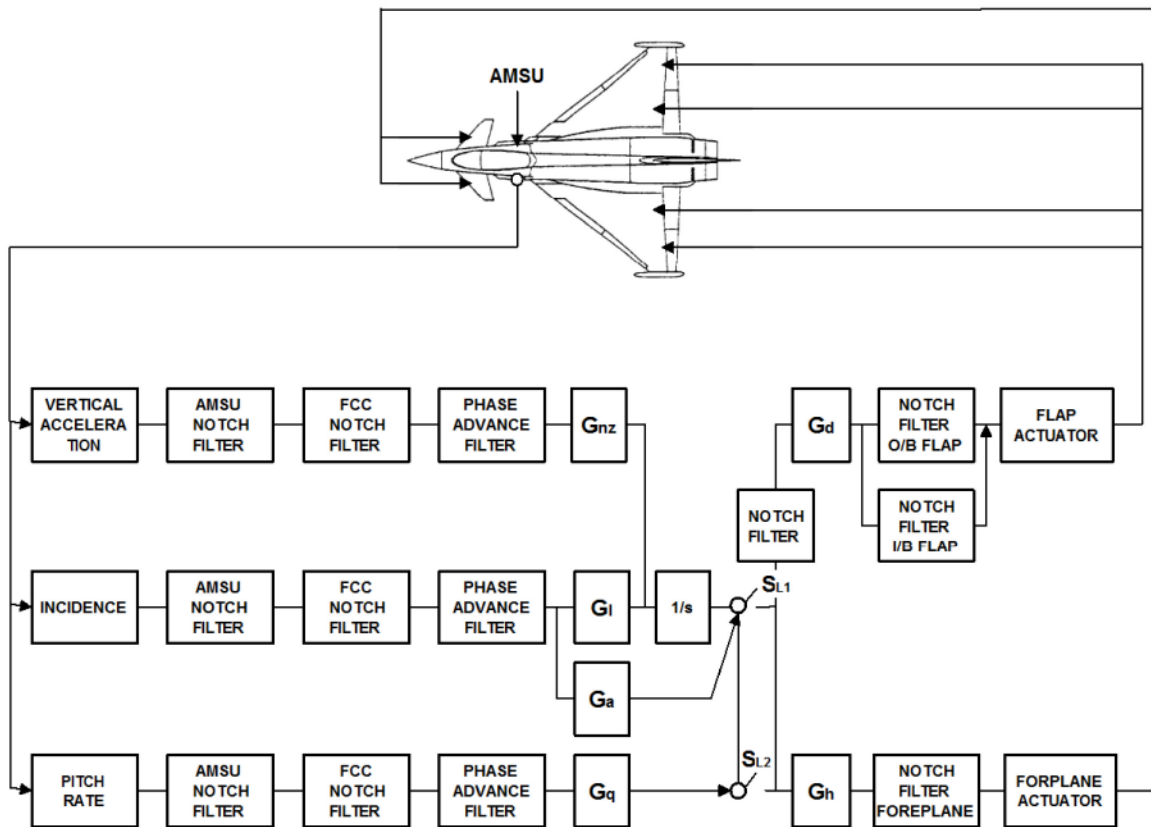 AMSU
VERTICAL
ACCELERA
TION
AMSU
NOTCH
FILTER
FCC
NOTCH
FILTER
PHASE
ADVANCE
FILTER
Gnz
Gd
NOTCH
FILTER
O/B FLAP
FLAP
ACTUATOR
NOTCH
FILTER
NOTCH
FILTER
I/B FLAP
INCIDENCE
AMSU
NOTCH
FILTER
FCC
NOTCH
FILTER
PHASE
ADVANCE
FILTER
GI
1/s
SL1
Ga
PITCH
RATE
AMSU
NOTCH
FILTER
FCC
NOTCH
FILTER
PHASE
ADVANCE
FILTER
Gq
SL2
Gh
NOTCH
FILTER
FOREPLANE
FORPLANE
ACTUATOR